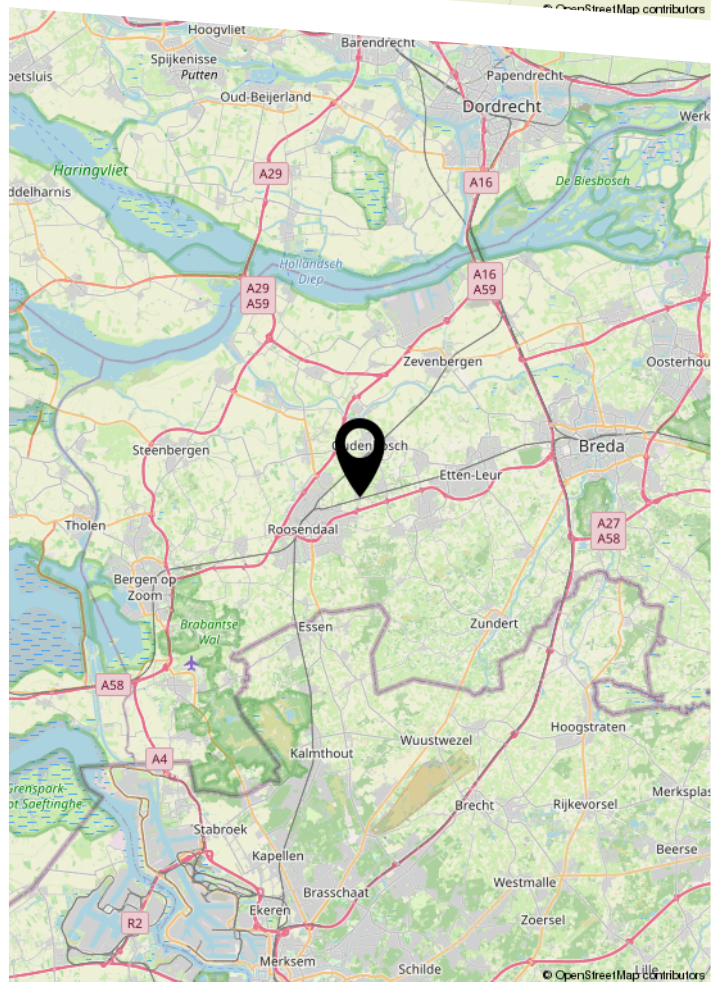 © OpenStreetMap contributors
Hoogvliet
Barendrecht
Spijkenisse
Putten
Papendrecht
Oud-Beijerland
Dordrecht
Haringvliet
A29
A16
De Biesbosch
Hollandsch
Diep
A29
A59
A16
A59
Zevenbergen
Steenbergen
Breda
Etten-Leur
Tholen
Roosendaal
A27
A58
Bergen op
Zoom
Brabantse
Wal
Essen
Zundert
A58
Hoogstraten
Wuustwezel
Kalmthout
A4
Brecht
Rijkevorsel
Merksplas
Stabroek
Kapellen
Beerse
Westmalle
Brasschaat
Ekeren
Zoersel
R2
Merksem
Schilde
Lille
© OpenStreetMap contributors